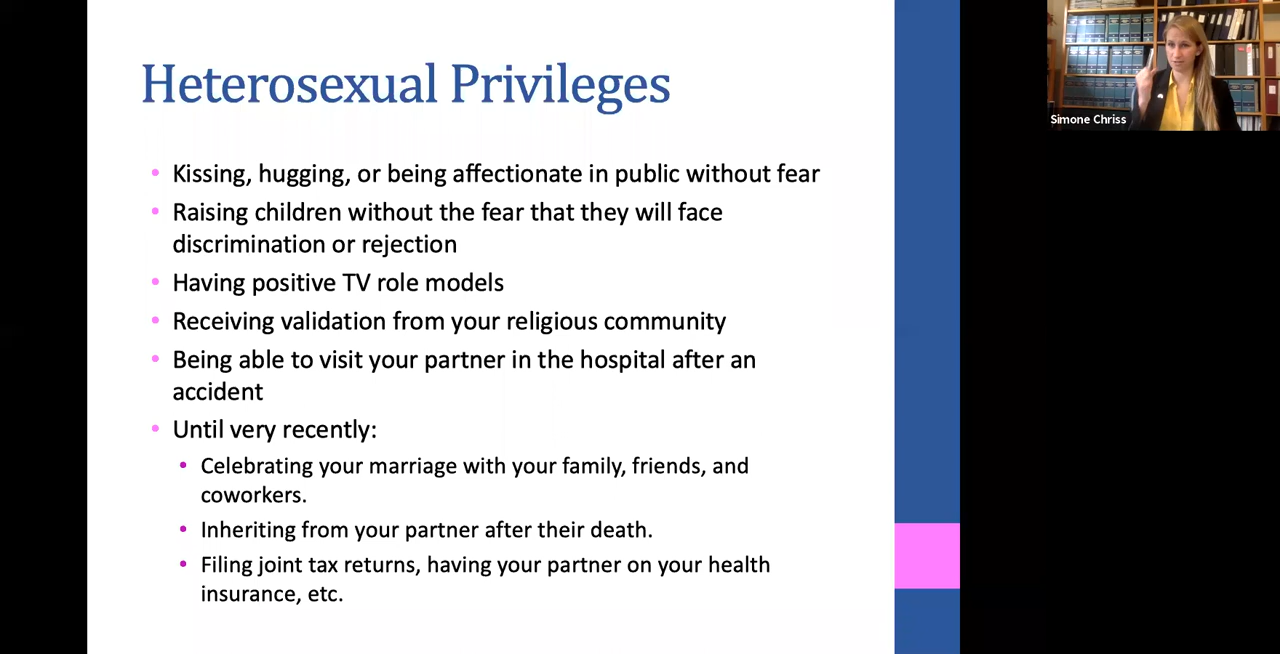 Heterosexual Privileges
• Kissing, hugging, or being affectionate in public without fear
• Raising children without the fear that they will face
discrimination or rejection
• Having positive TV role models
• Receiving validation from your religious community
• Being able to visit your partner in the hospital after an
accident
• Until very recently:
• Celebrating your marriage with your family, friends, and
coworkers.
• Inheriting from your partner after their death.
• Filing joint tax returns, having your partner on your health
insurance, etc.
Simone Chriss